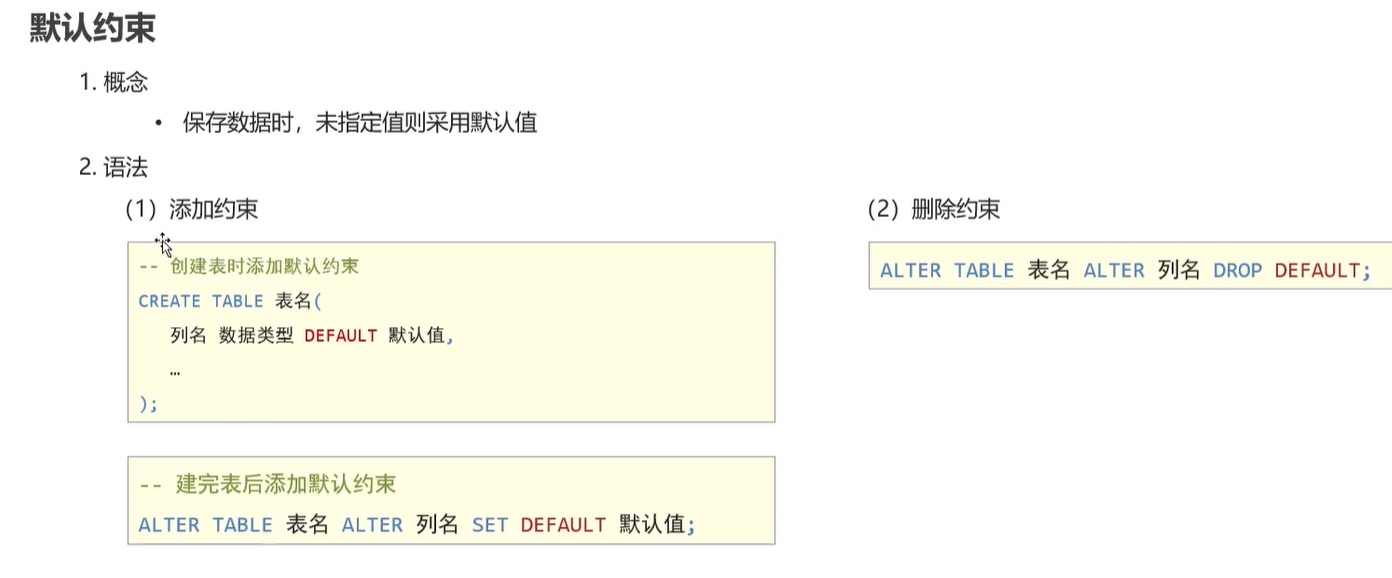 默认约束
1. 概念
• 保存数据时，未指定值则采用默认值
2. 语法
（1）添加约束
-- 创建表时添加默认约束
CREATE TABLE 表名(
列名 数据类型 DEFAULT 默认值,
…
);
-- 建完表后添加默认约束
ALTER TABLE 表名 ALTER 列名 SET DEFAULT 默认值;
（2）删除约束
ALTER TABLE 表名 ALTER 列名 DROP DEFAULT;